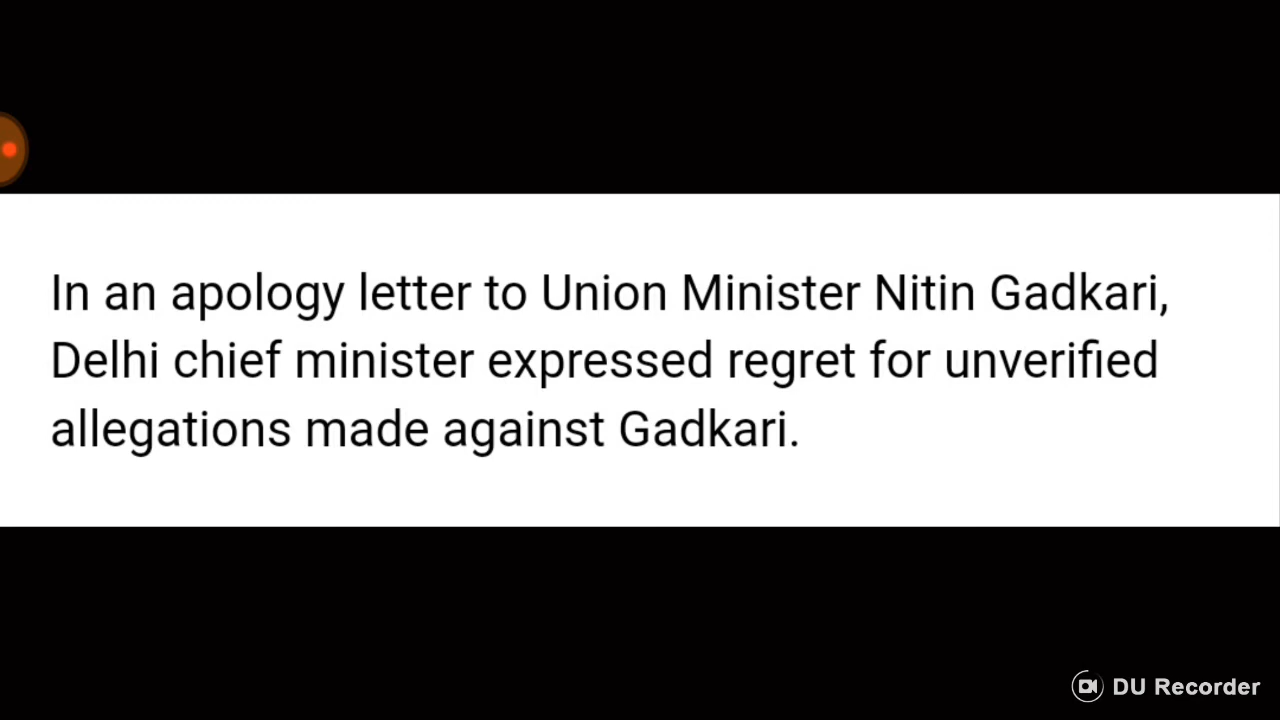 In an apology letter to Union Minister Nitin Gadkari,
Delhi chief minister expressed regret for unverified
allegations made against Gadkari.
DU Recorder